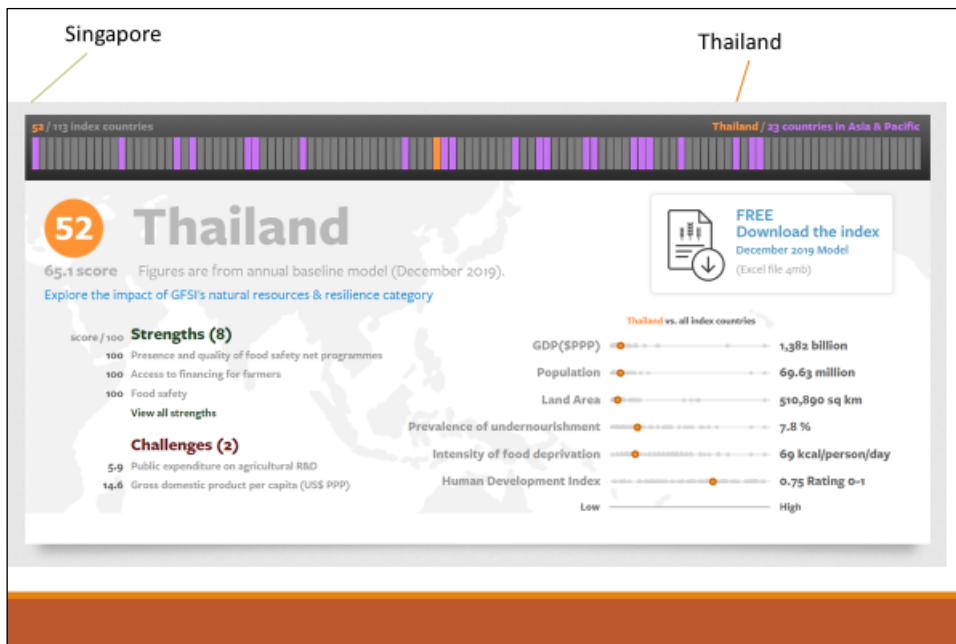 Singapore
Thailand
52 / 113 index countries
Thailand / 23 countries in Asia & Pacific
52
Thailand
65.1 score Figures are from annual baseline model (December 2019).
Explore the impact of GFSI's natural resources & resilience category
FREE
Download the index
December 2019 Model
(Excel file 4mb)
score / 100 Strengths (8)
100 Presence and quality of food safety net programmes
100 Access to financing for farmers
100 Food safety
View all strengths
Challenges (2)
5.9 Public expenditure on agricultural R&D
14.6 Gross domestic product per capita (US$ PPP)
Thailand vs. all index countries
GDP($PPP) 1,382 billion
Population 69.63 million
Land Area 510,890 sq km
Prevalence of undernourishment 7.8 %
Intensity of food deprivation 69 kcal/person/day
Human Development Index 0.75 Rating 0-1
Low High